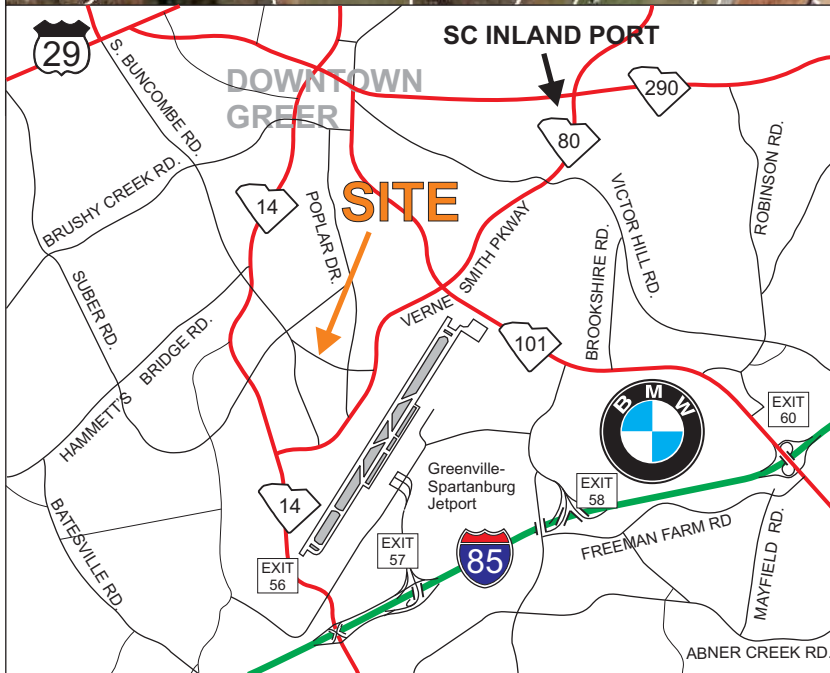 29
S. BUNCOMBE RD.
SC INLAND PORT
DOWNTOWN
GREER
290
80
BRUSHY CREEK RD.
14
POPLAR DR.
SITE
VICTOR HILL RD.
ROBINSON RD.
SUBER RD.
HAMMETT'S BRIDGE RD.
VERNE SMITH PKWAY
BROOKSHIRE RD.
101
BMW
EXIT
60
Greenville-
Spartanburg
Jetport
EXIT
58
14
BATESVILLE RD.
EXIT
56
EXIT
57
85
FREEMAN FARM RD
MAYFIELD RD.
ABNER CREEK RD.